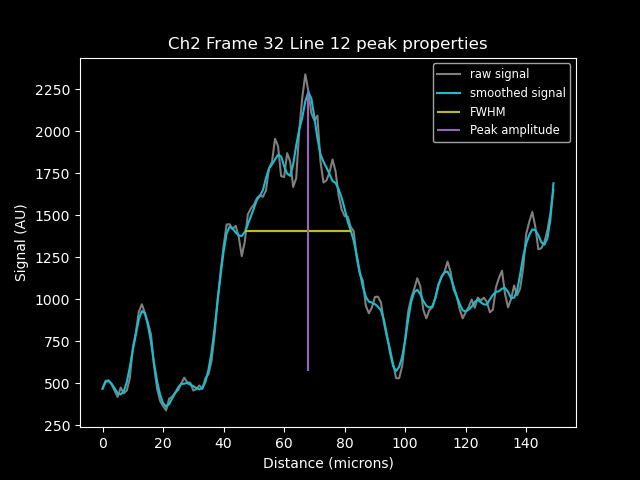 Ch2 Frame 32 Line 12 peak properties
raw signal
smoothed signal
FWHM
Peak amplitude
Signal (AU)
2250
2000
1750
1500
1250
1000
750
500
250
0 20 40 60 80 100 120 140
Distance (microns)